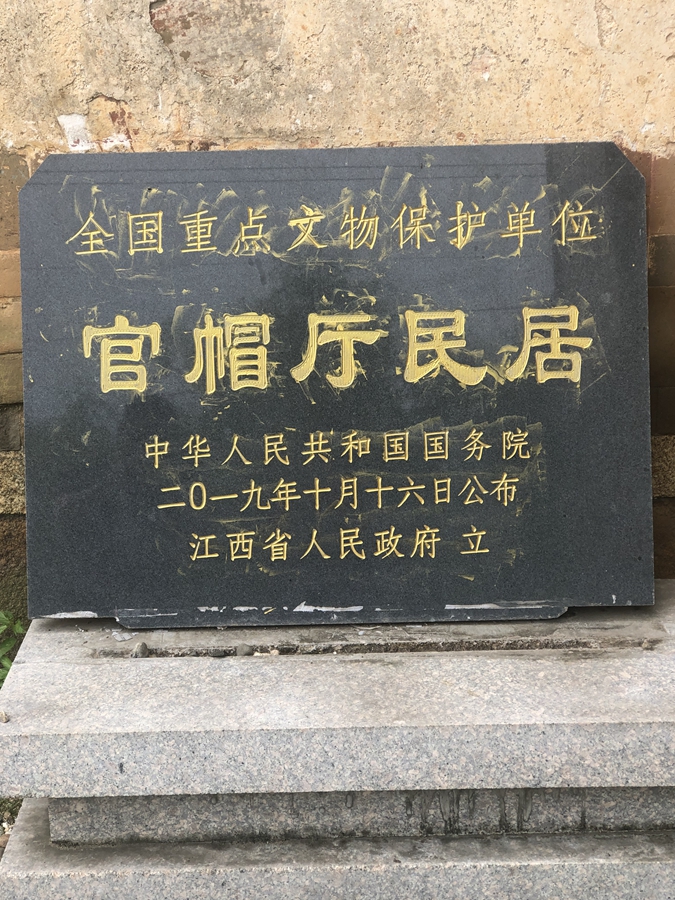 全国重点文物保护单位
官帽厅民居
中华人民共和国国务院
二〇一九年十月十六日公布
江西省人民政府 立